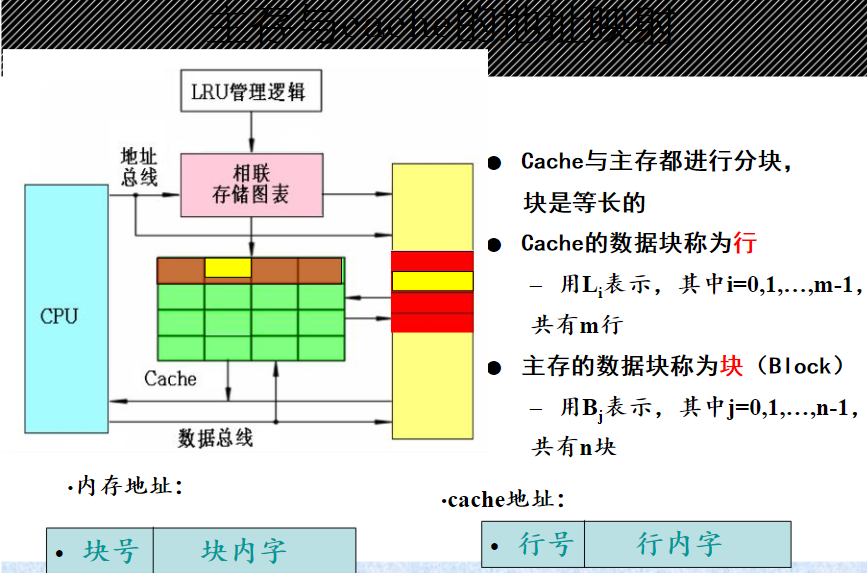 主存与cache的地址映射
LRU管理逻辑
地址
总线
相联
存储图表
CPU
Cache
数据总线
● Cache与主存都进行分块，
块是等长的
● Cache的数据块称为行
– 用Li表示，其中i=0,1,…,m-1，
共有m行
● 主存的数据块称为块（Block）
– 用Bj表示，其中j=0,1,…,n-1，
共有n块
·内存地址：
• 块号 块内字
·cache地址：
• 行号 行内字